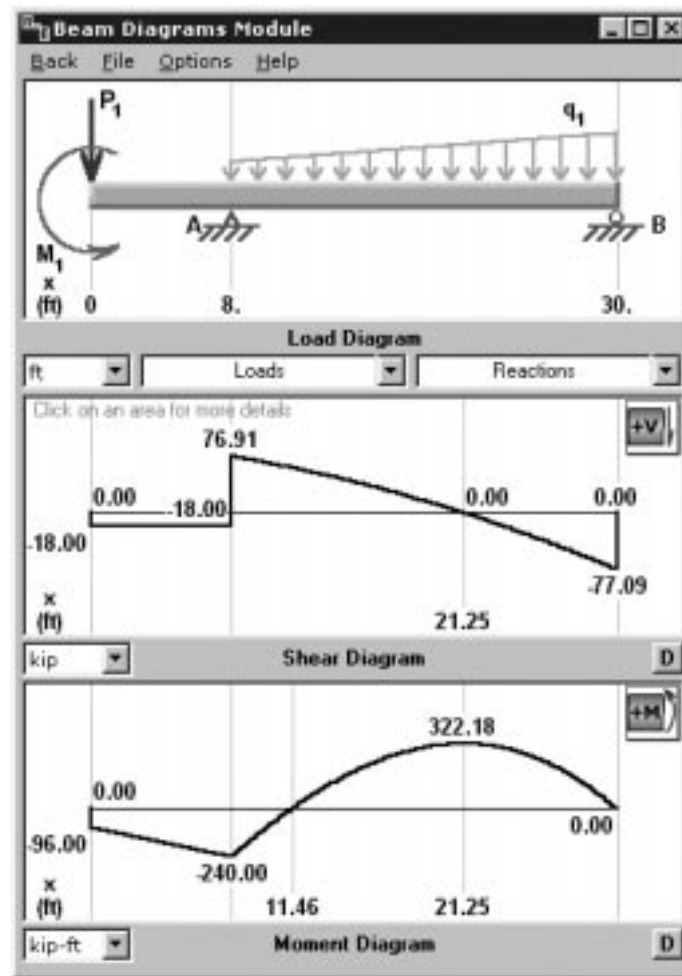 Beam Diagrams Module
Back File Options Help
P1
q1
A
B
M1
x
(ft) 0 8. 30.
Load Diagram
ft Loads Reactions
Click on an area for more details
+V
76.91
0.00 -18.00 0.00 0.00
-18.00
-77.09
x
(ft) 21.25
kip Shear Diagram D
+M
322.18
0.00
0.00
-96.00
-240.00
x
(ft) 11.46 21.25
kip-ft Moment Diagram D